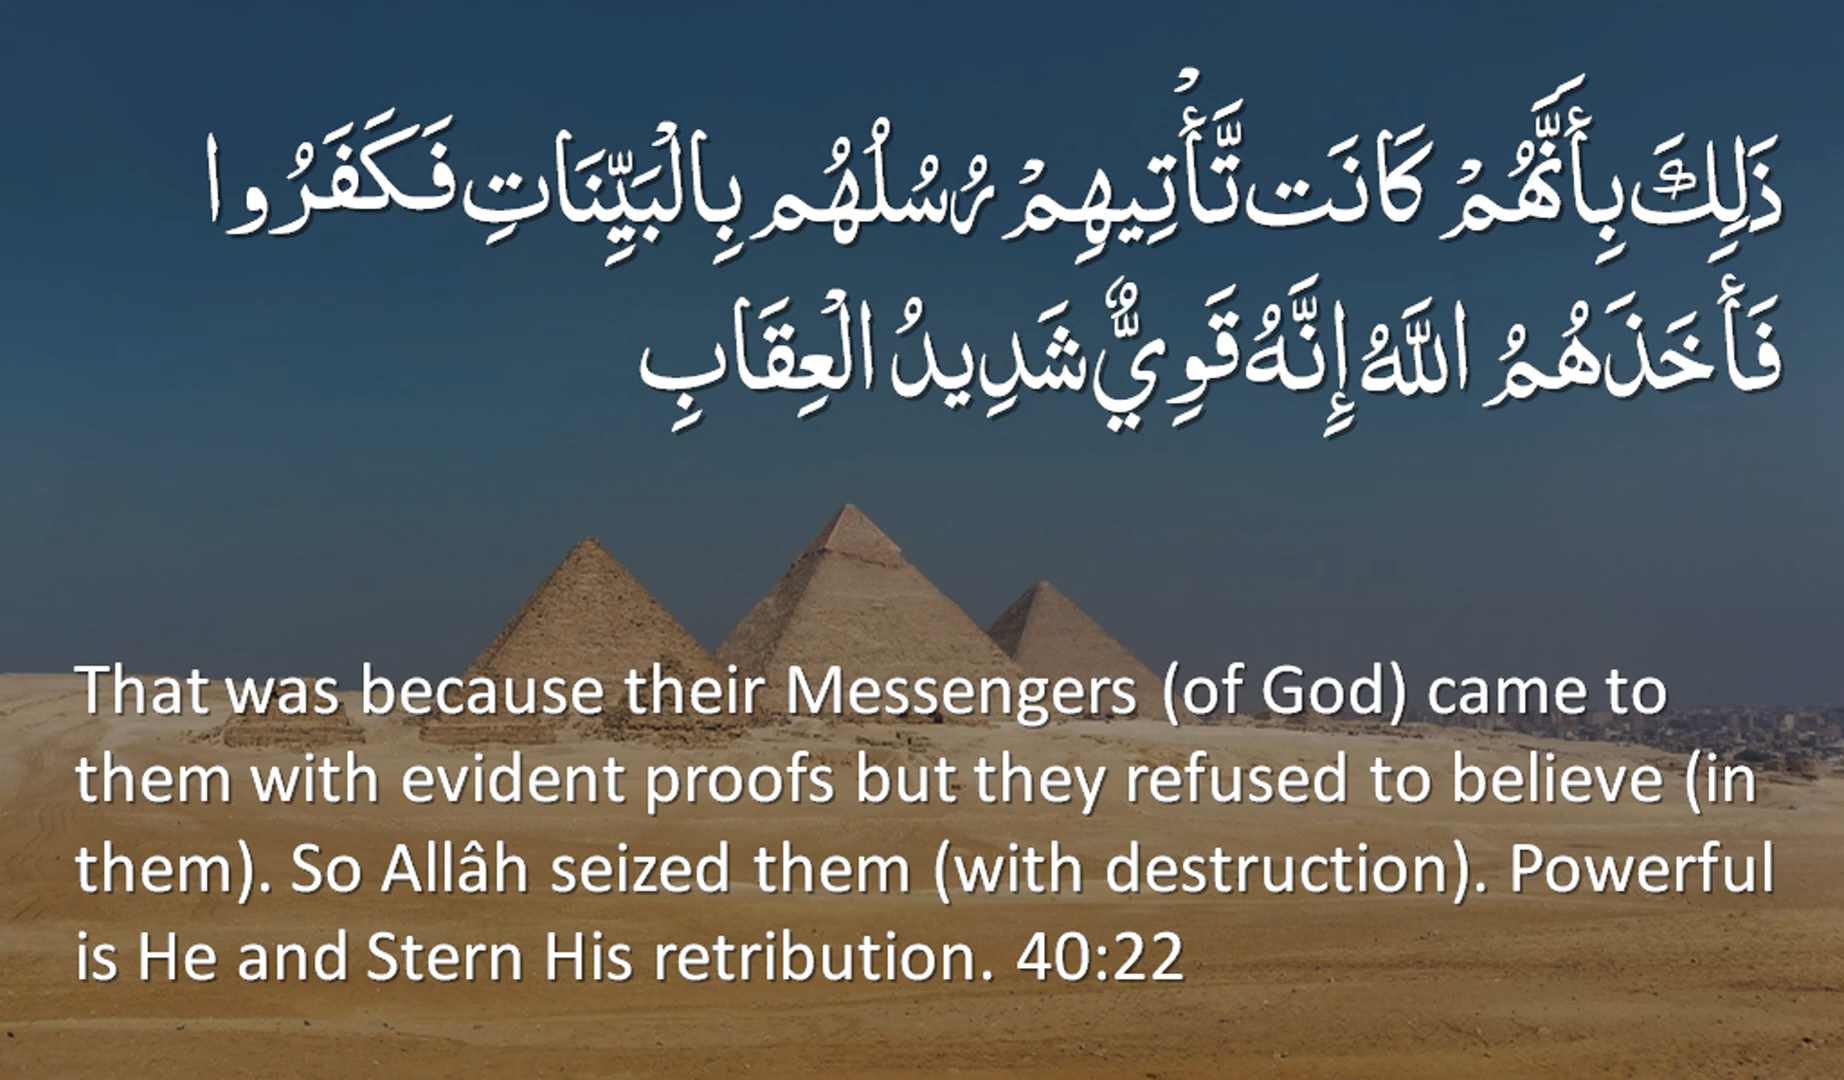 ذَلِكَ بِأَنَّهُمْ كَانَت تَّأْتِيهِمْ رُسُلُهُم بِالْبَيِّنَاتِ فَكَفَرُوا
فَأَخَذَهُمُ اللَّهُ إِنَّهُ قَوِيٌّ شَدِيدُ الْعِقَابِ
That was because their Messengers (of God) came to
them with evident proofs but they refused to believe (in
them). So Allâh seized them (with destruction). Powerful
is He and Stern His retribution. 40:22